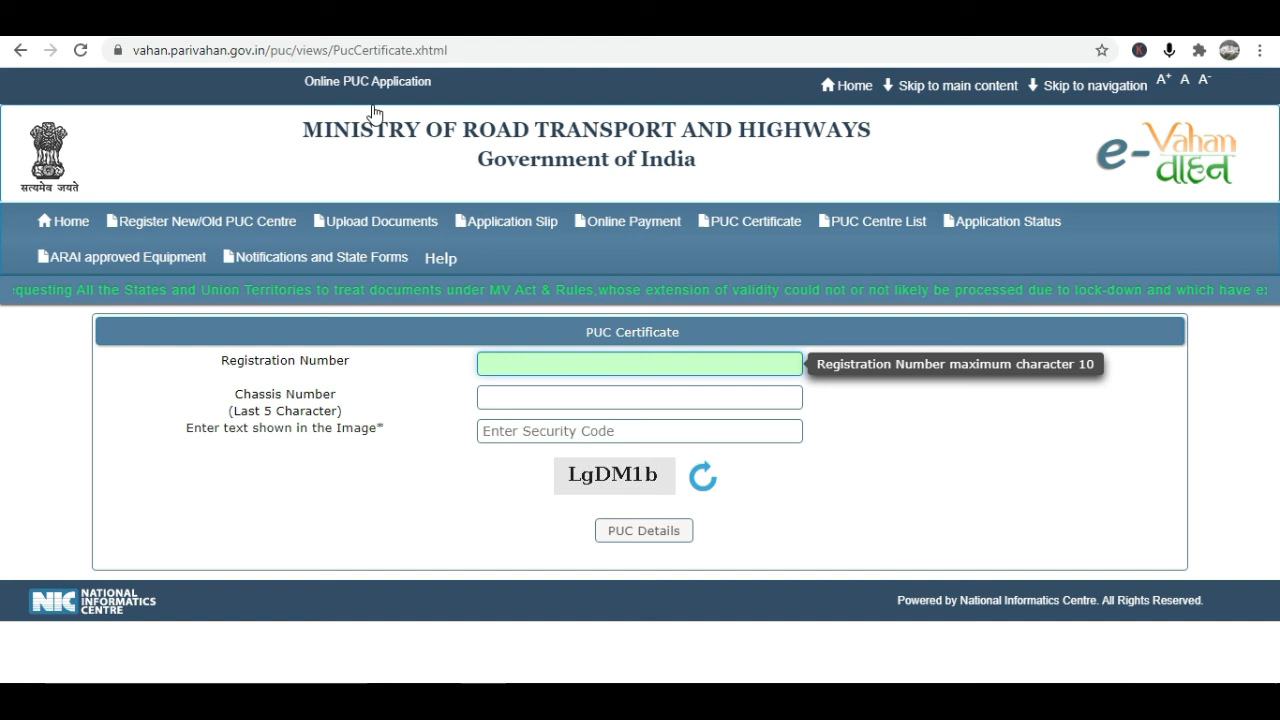 vahan.parivahan.gov.in/puc/views/PucCertificate.xhtml
K
Online PUC Application
Home Skip to main content Skip to navigation A+ A A-
MINISTRY OF ROAD TRANSPORT AND HIGHWAYS
Government of India
सत्यमेव जयते
e-Vahan
वाहन
Home Register New/Old PUC Centre Upload Documents Application Slip Online Payment PUC Certificate PUC Centre List Application Status
ARAI approved Equipment Notifications and State Forms Help
questing All the States and Union Territories to treat documents under MV Act & Rules,whose extension of validity could not or not likely be processed due to lock-down and which have
PUC Certificate
Registration Number
Registration Number maximum character 10
Chassis Number
(Last 5 Character)
Enter text shown in the Image*
Enter Security Code
LgDM1b
PUC Details
NIC NATIONAL
INFORMATICS
CENTRE
Powered by National Informatics Centre. All Rights Reserved.